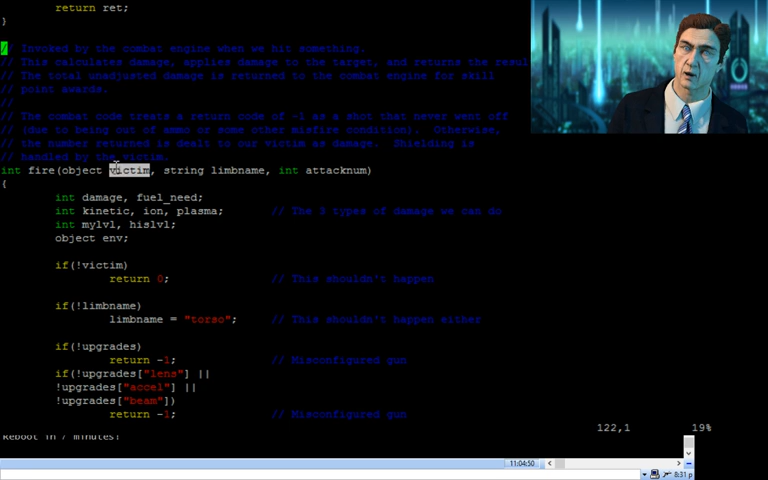 return ret;
}
/ Invoked by the combat engine when we hit something.
// This calculates damage, applies damage to the target, and returns the resul
// The total unadjusted damage is returned to the combat engine for skill
// point awards.
//
// The combat code treats a return code of -1 as a shot that never went off
// (due to being out of ammo or some other misfire condition). Otherwise,
// the number returned is dealt to our victim as damage. Shielding is
// handled by the victim.
int fire(object victim, string limbname, int attacknum)
{
int damage, fuel_need;
int kinetic, ion, plasma; // The 3 types of damage we can do
int mylvl, hislvl;
object env;
if(!victim)
return 0; // This shouldn't happen
if(!limbname)
limbname = "torso"; // This shouldn't happen either
if(!upgrades)
return -1; // Misconfigured gun
if(!upgrades["lens"] ||
!upgrades["accel"] ||
!upgrades["beam"])
return -1; // Misconfigured gun
122,1 19%
Reboot in 7 minutes!
11:04:50
8:31 p